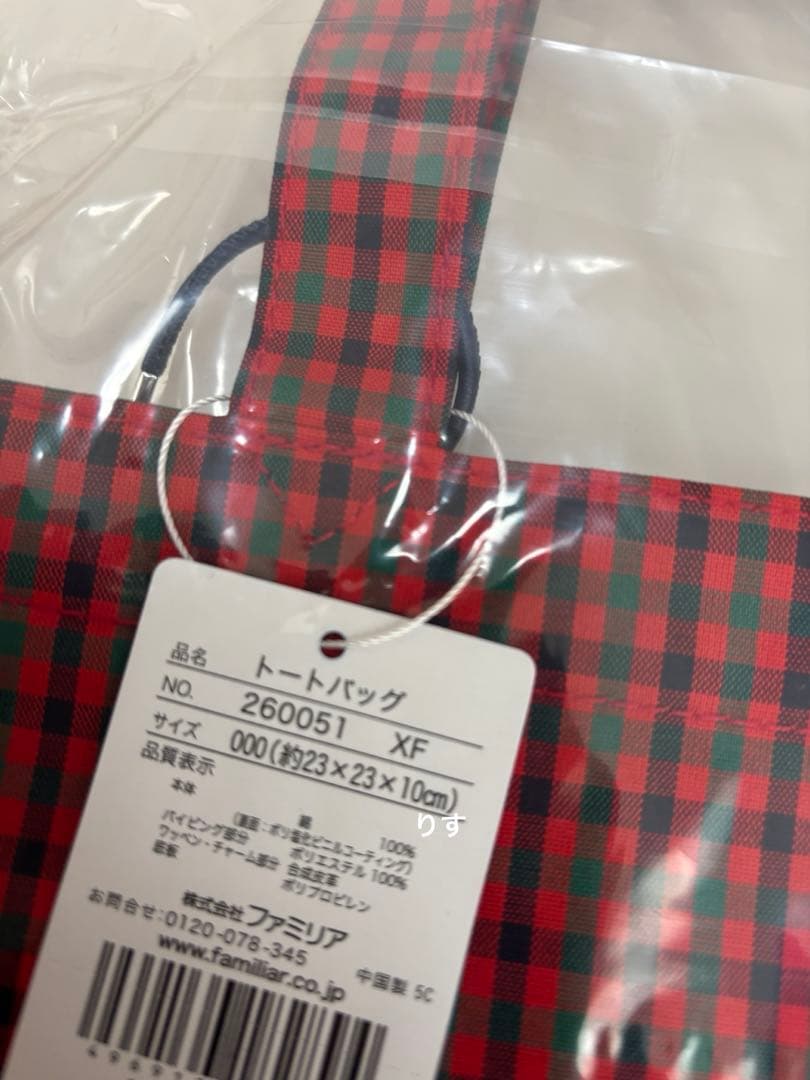 品名 トートバッグ
NO. 260051 XF
サイズ 000(約23×23×10cm)
品質表示
本体 綿 100%
(裏面:ポリ塩化ビニルコーティング)
パイピング部分 ポリエステル 100%
ワッペン・チャーム部分 合成皮革
底板 ポリプロピレン
株式会社 ファミリア
お問合せ:0120-078-345
www.familiar.co.jp
中国製 5C
りす